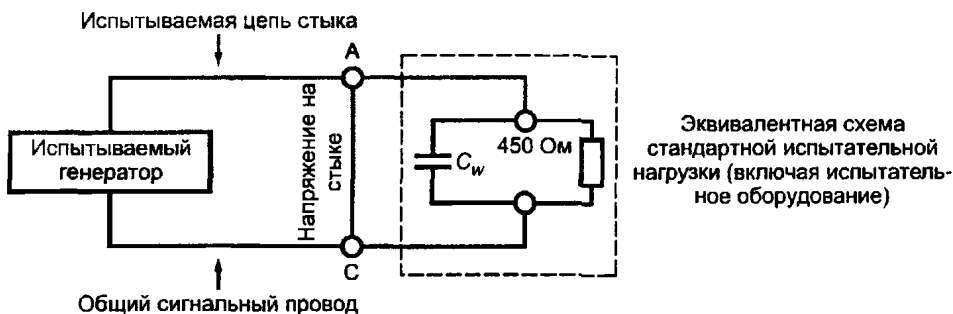 Испытываемая цепь стыка
A
Испытываемый
генератор
Напряжение на
стыке
C
Общий сигнальный провод
C_w
450 Ом
Эквивалентная схема
стандартной испытательной
нагрузки (включая испытатель-
ное оборудование)